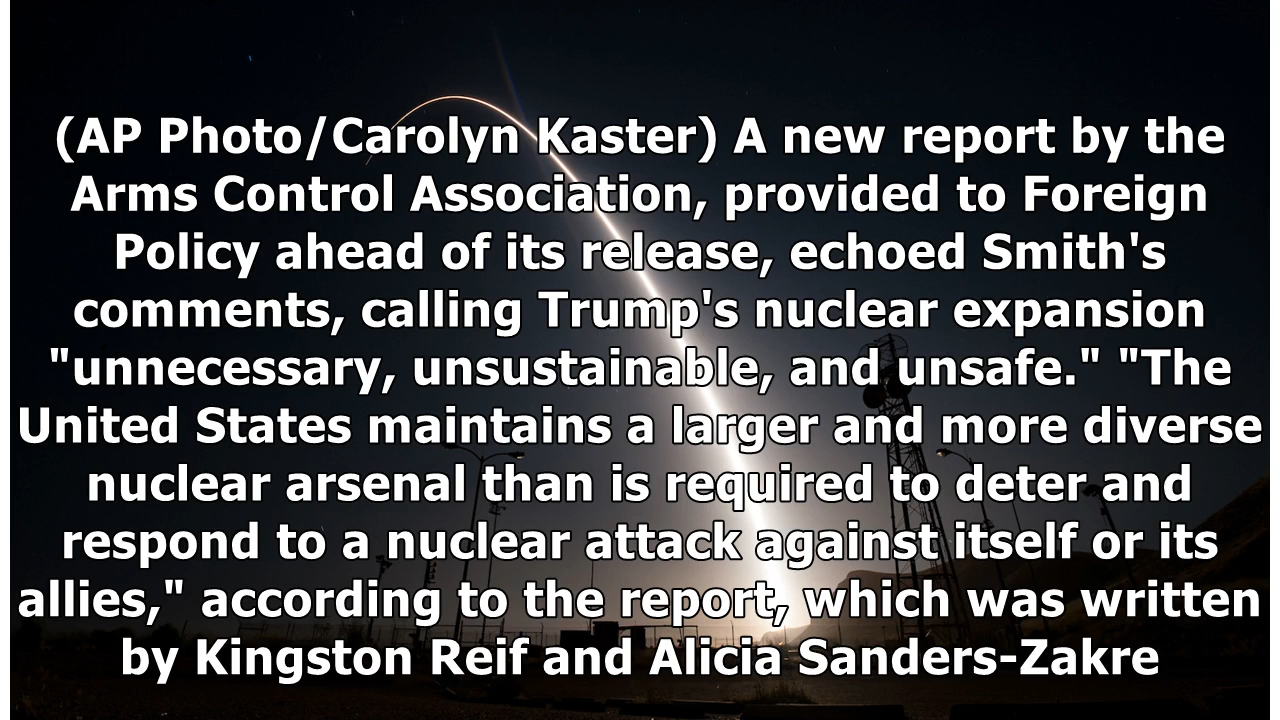 (AP Photo/Carolyn Kaster) A new report by the
Arms Control Association, provided to Foreign
Policy ahead of its release, echoed Smith's
comments, calling Trump's nuclear expansion
"unnecessary, unsustainable, and unsafe." "The
United States maintains a larger and more diverse
nuclear arsenal than is required to deter and
respond to a nuclear attack against itself or its
allies," according to the report, which was written
by Kingston Reif and Alicia Sanders-Zakre